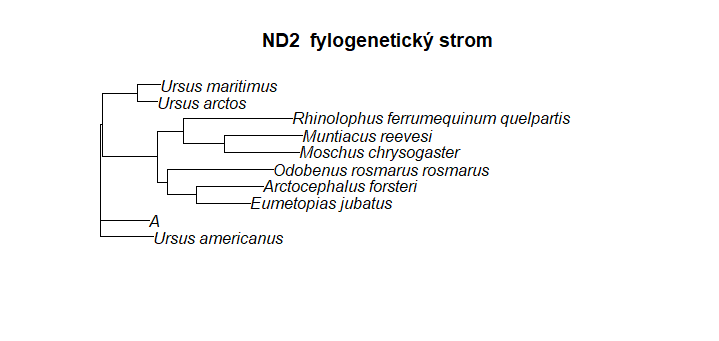 ND2 fylogenetický strom
Ursus maritimus
Ursus arctos
Rhinolophus ferrumequinum quelpartis
Muntiacus reevesi
Moschus chrysogaster
Odobenus rosmarus rosmarus
Arctocephalus forsteri
Eumetopias jubatus
A
Ursus americanus